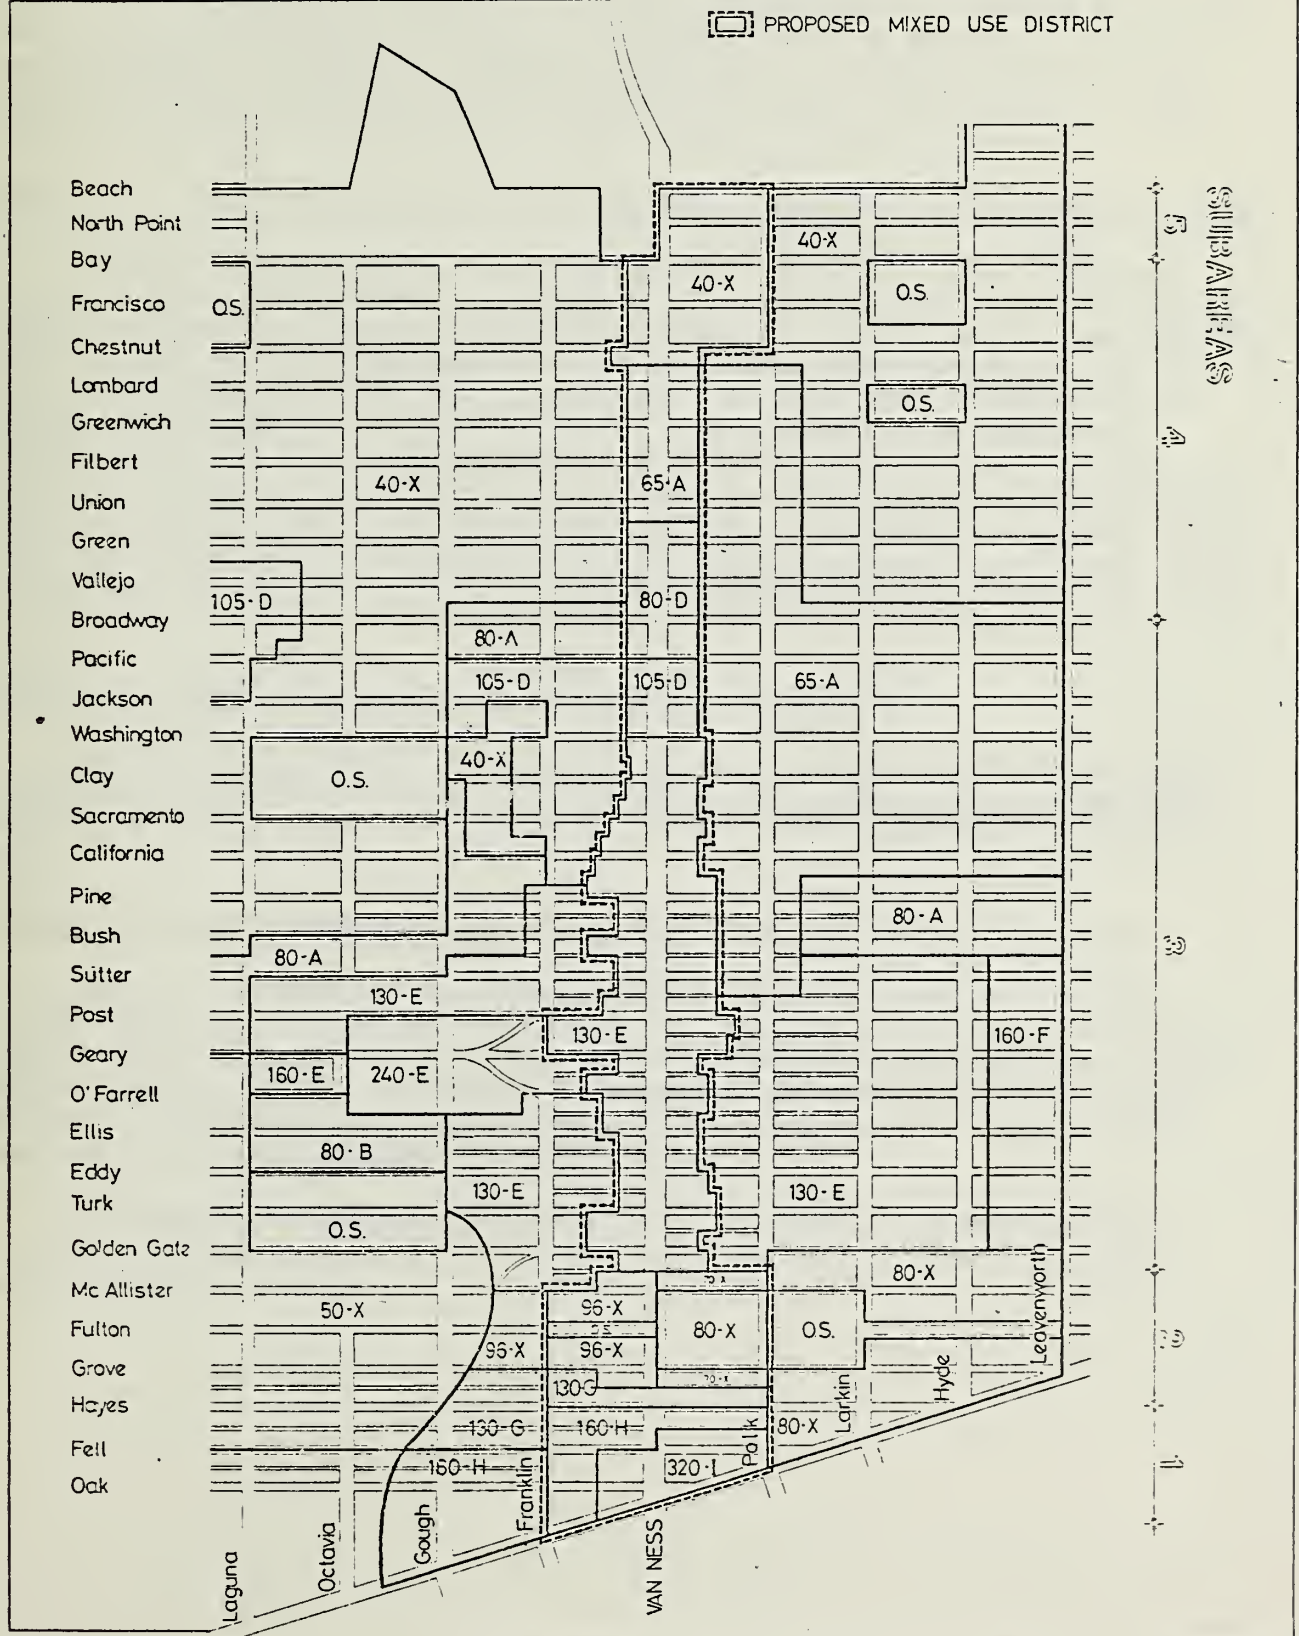 PROPOSED MIXED USE DISTRICT
SUBAREAS
5
4
3
2
1
Beach
North Point
Bay
Francisco
Chestnut
Lombard
Greenwich
Filbert
Union
Green
Vallejo
Broadway
Pacific
Jackson
Washington
Clay
Sacramento
California
Pine
Bush
Sutter
Post
Geary
O'Farrell
Ellis
Eddy
Turk
Golden Gate
Mc Allister
Fulton
Grove
Hayes
Fell
Oak
40-X
40-X
O.S.
O.S.
O.S.
40-X
65-A
105-D
80-D
80-A
105-D
105-D
65-A
40-X
O.S.
80-A
80-A
130-E
130-E
160-F
160-E
240-E
80-B
130-E
130-E
O.S.
80-X
70-X
50-X
96-X
O.S.
80-X
O.S.
96-X
96-X
70-X
130-G
130-G
160-H
80-X
160-H
320-I
Laguna
Octavia
Gough
Franklin
VAN NESS
Polk
Larkin
Hyde
Leavenworth